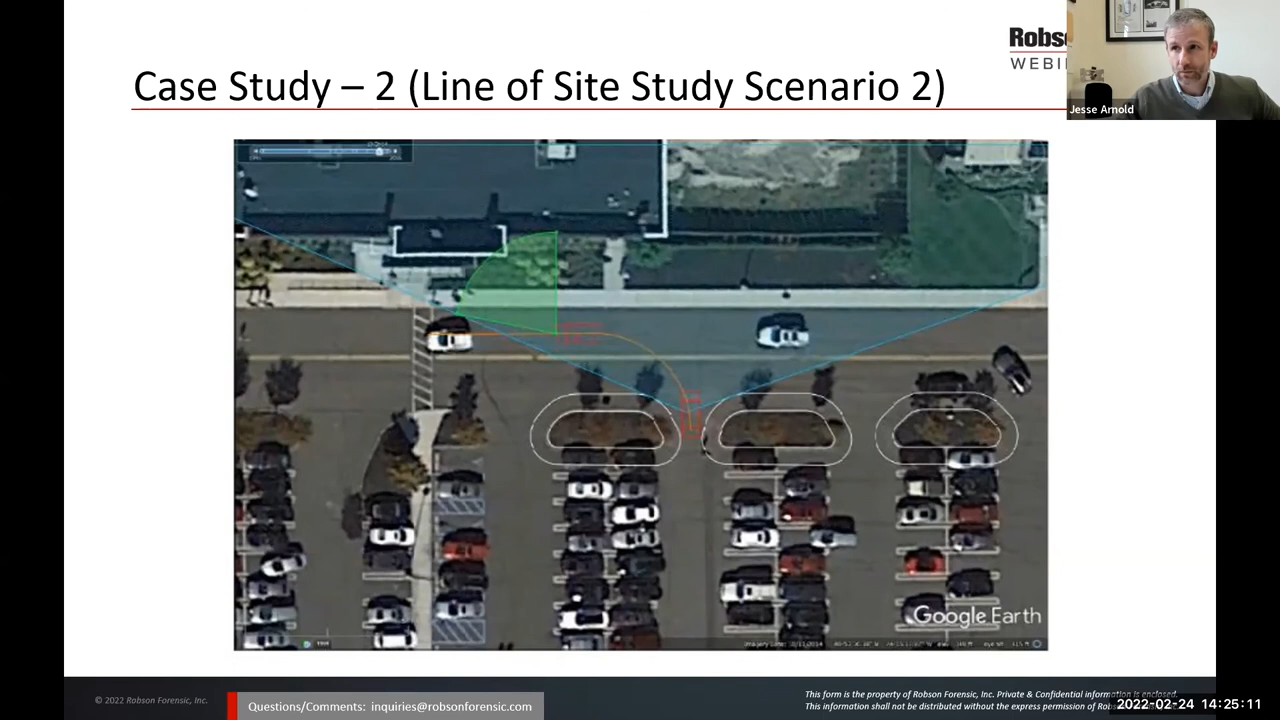 Robs
WEBI
Jesse Arnold
Case Study – 2 (Line of Site Study Scenario 2)
Google Earth
© 2022 Robson Forensic, Inc.
Questions/Comments: inquiries@robsonforensic.com
This form is the property of Robson Forensic, Inc. Private & Confidential information is enclosed.
This information shall not be distributed without the express permission of Rob
2022-02-24 14:25:11